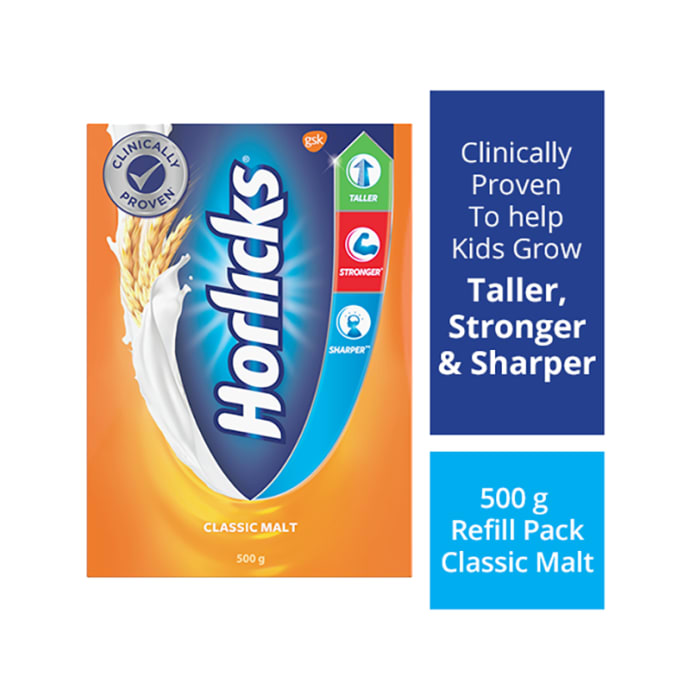 CLINICALLY
PROVEN
gsk
Horlicks®
TALLER
STRONGER*
SHARPER™
CLASSIC MALT
500 g
Clinically
Proven
To help
Kids Grow
Taller,
Stronger
& Sharper
500 g
Refill Pack
Classic Malt